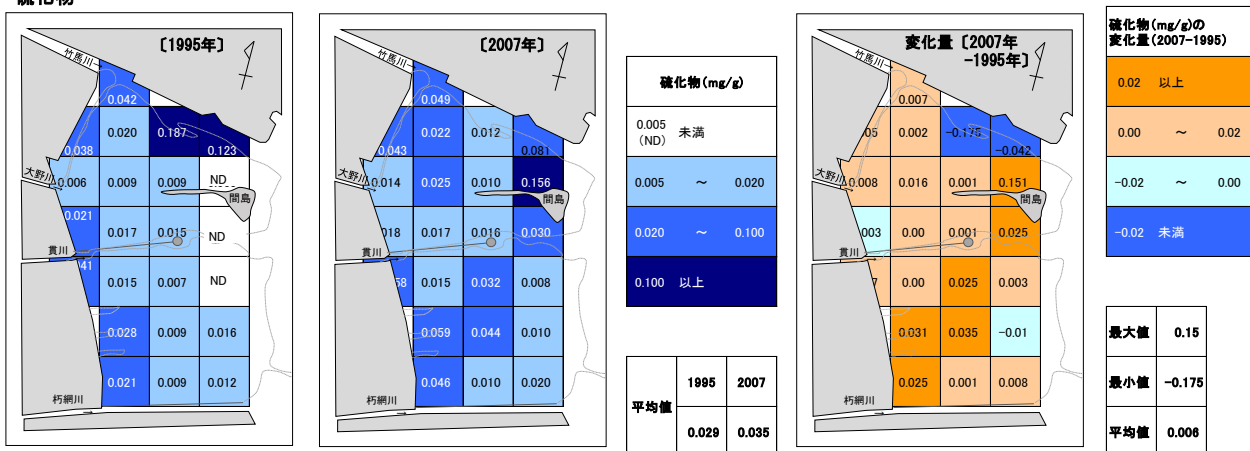 〔1995年〕
竹馬川
0.042
0.020 0.187
0.038 0.123
大野川
0.006 0.009 0.009 ND
間島
0.021
0.017 0.015 ND
貫川
0.015 0.007 ND
0.028 0.009 0.016
0.021 0.009 0.012
朽網川
〔2007年〕
竹馬川
0.049
0.022 0.012
0.043 0.081
大野川
0.014 0.025 0.010 0.156
間島
0.017 0.016 0.030
貫川
0.015 0.032 0.008
0.059 0.044 0.010
0.046 0.010 0.020
朽網川
硫化物(mg/g)
0.005 未満
(ND)
0.005 ~ 0.020
0.020 ~ 0.100
0.100 以上
平均値
1995 2007
0.029 0.035
変化量〔2007年
-1995年〕
竹馬川
0.007
0.002 -0.175
-0.042
大野川
0.008 0.016 0.001 0.151
間島
0.00 0.001 0.025
貫川
0.00 0.025 0.003
0.031 0.035 -0.01
0.025 0.001 0.008
朽網川
硫化物(mg/g)の
変化量(2007-1995)
0.02 以上
0.00 ~ 0.02
-0.02 ~ 0.00
-0.02 未満
最大値 0.15
最小値 -0.175
平均値 0.006